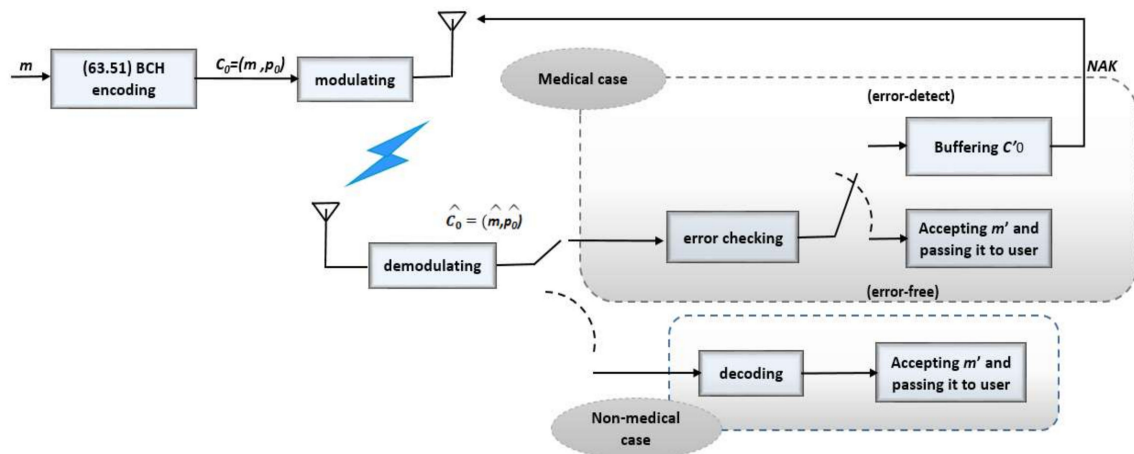 m
(63.51) BCH
encoding
C₀=(m ,p₀)
modulating
Medical case
NAK
(error-detect)
Buffering C'0
Ĉ₀ = (m̂,p̂₀)
error checking
Accepting m' and
passing it to user
demodulating
(error-free)
decoding
Accepting m' and
passing it to user
Non-medical
case